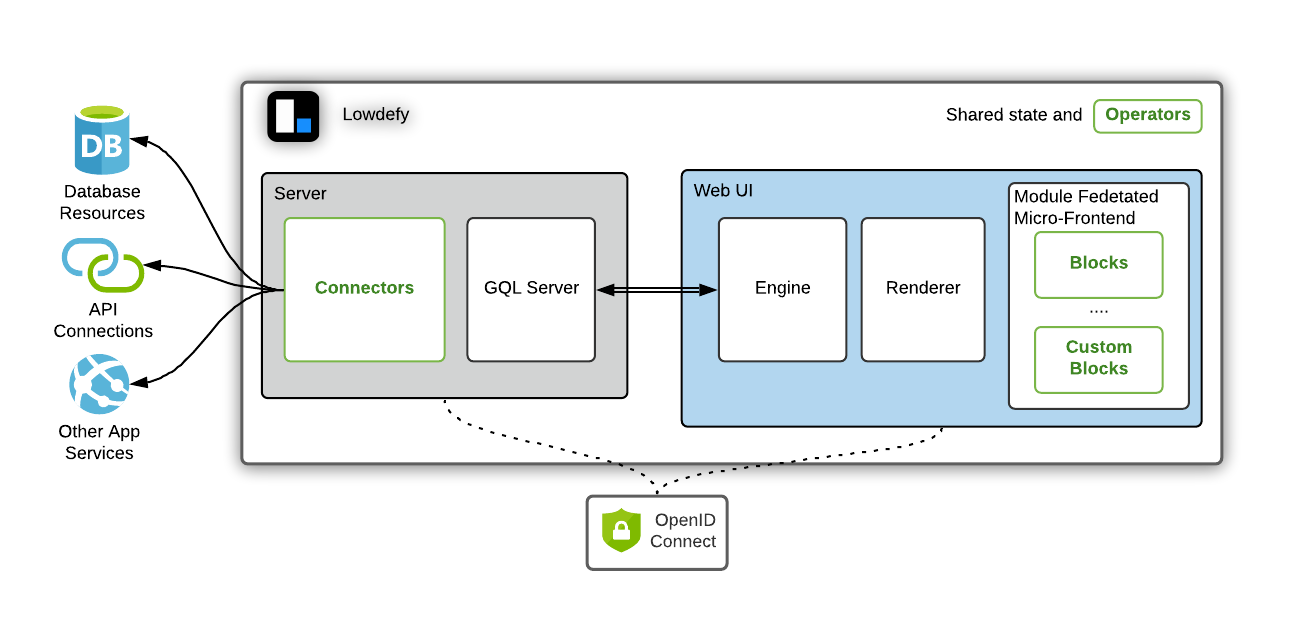 Lowdefy
Shared state and Operators
DB
Database
Resources
API
Connections
Other App
Services
Server
Connectors
GQL Server
Web UI
Engine
Renderer
Module Fedetated
Micro-Frontend
Blocks
....
Custom
Blocks
OpenID
Connect